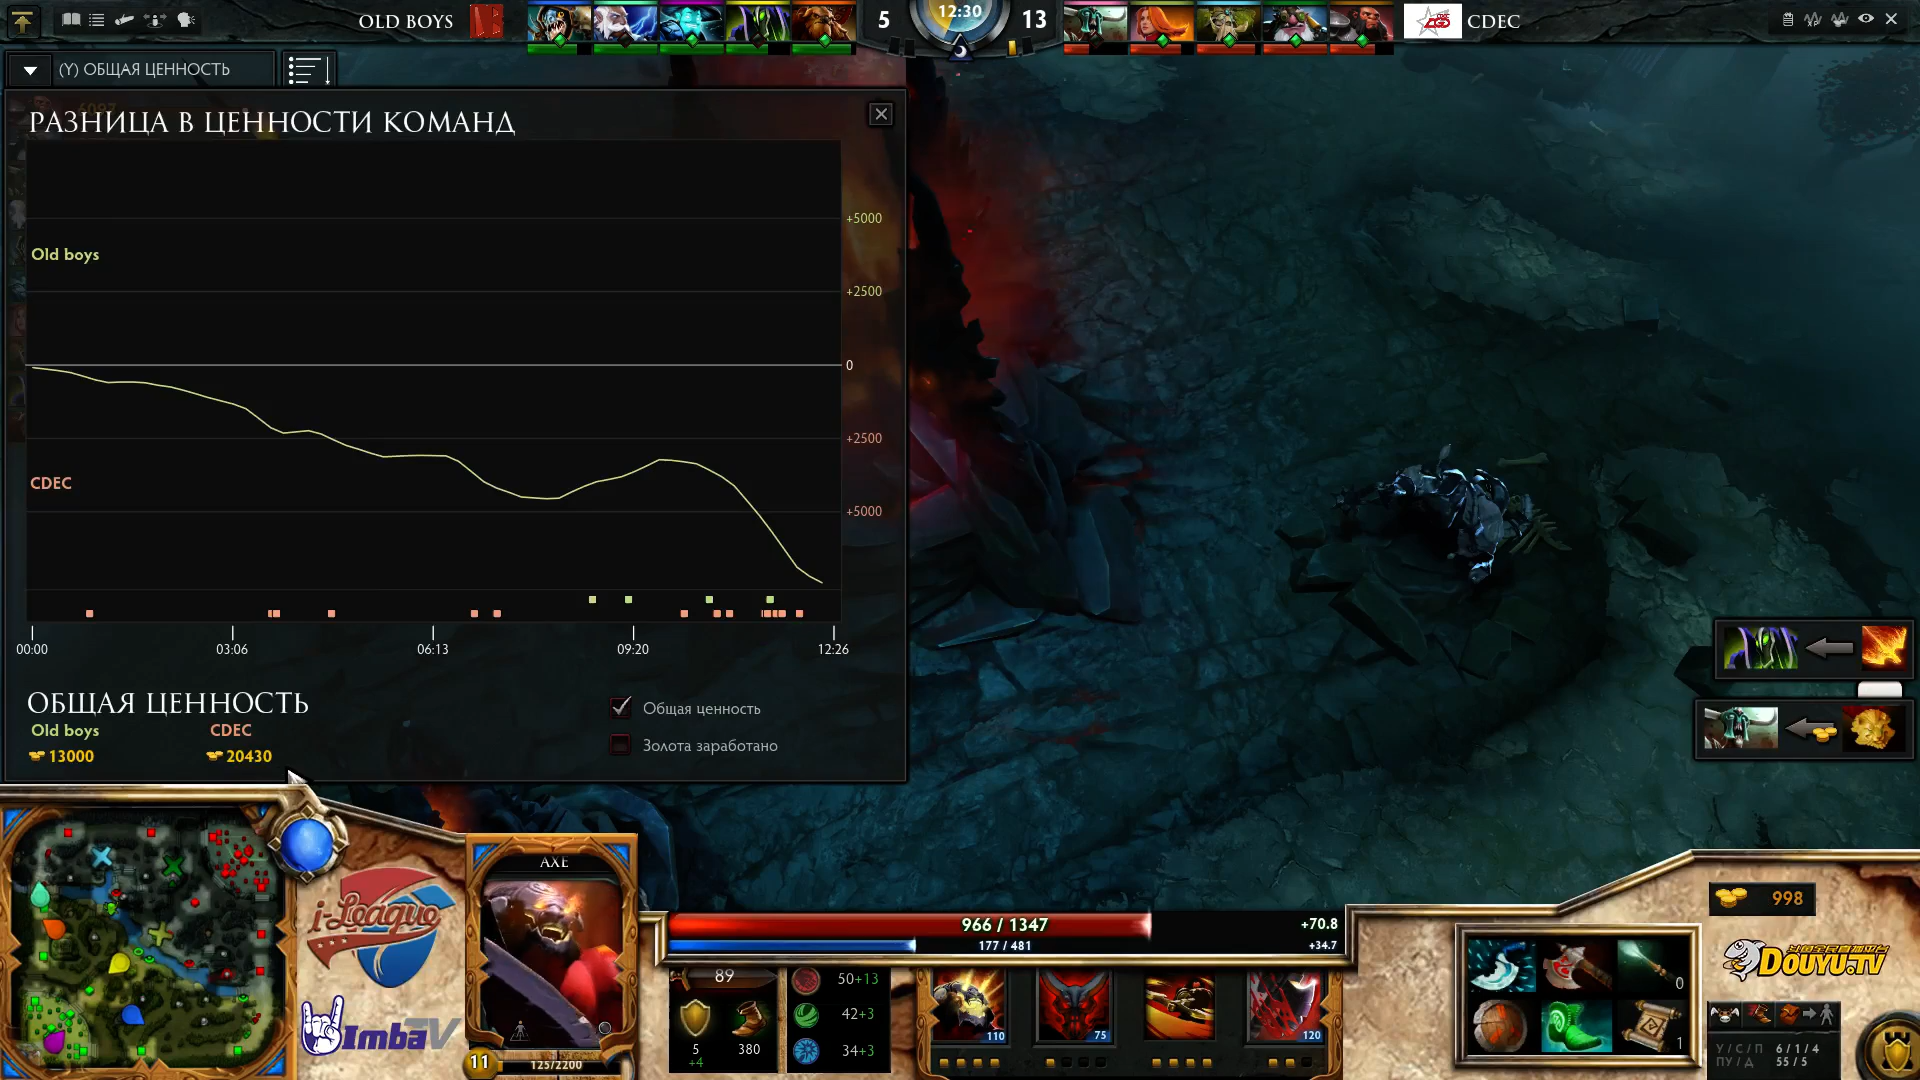 OLD BOYS
5
12:30
13
CDEC
(Y) ОБЩАЯ ЦЕННОСТЬ
РАЗНИЦА В ЦЕННОСТИ КОМАНД
+5000
Old boys
+2500
0
+2500
CDEC
+5000
00:00
03:06
06:13
09:20
12:26
ОБЩАЯ ЦЕННОСТЬ
Old boys
CDEC
13000
20430
Общая ценность
Золота заработано
i-League
ImbaTV
AXE
11
125/2200
966 / 1347
+70.8
177 / 481
+34.7
89
5
+4
380
50+13
42+3
34+3
110
75
120
0
1
998
DOUYU.TV
У / С / П 6 / 1 / 4
ПУ / Д 55 / 5